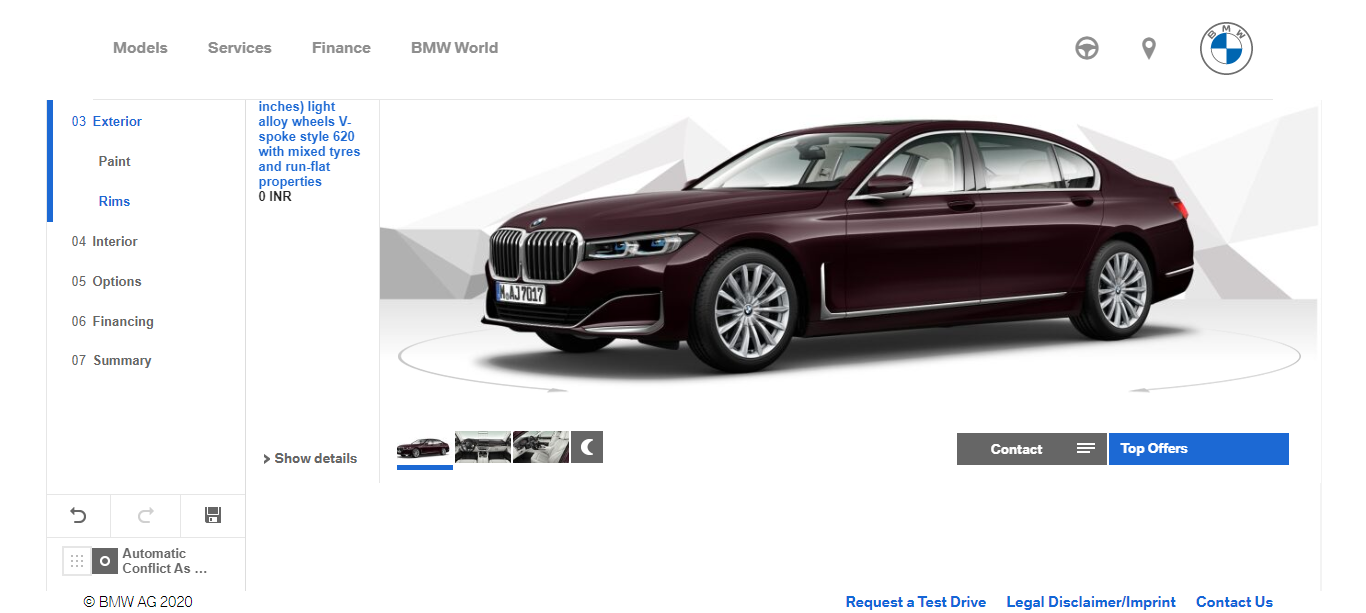 Models Services Finance BMW World
BMW
03 Exterior
Paint
Rims
04 Interior
05 Options
06 Financing
07 Summary
inches) light
alloy wheels V-
spoke style 620
with mixed tyres
and run-flat
properties
0 INR
M AJ 7017
> Show details
Contact
Top Offers
Automatic
Conflict As ...
© BMW AG 2020
Request a Test Drive Legal Disclaimer/Imprint Contact Us